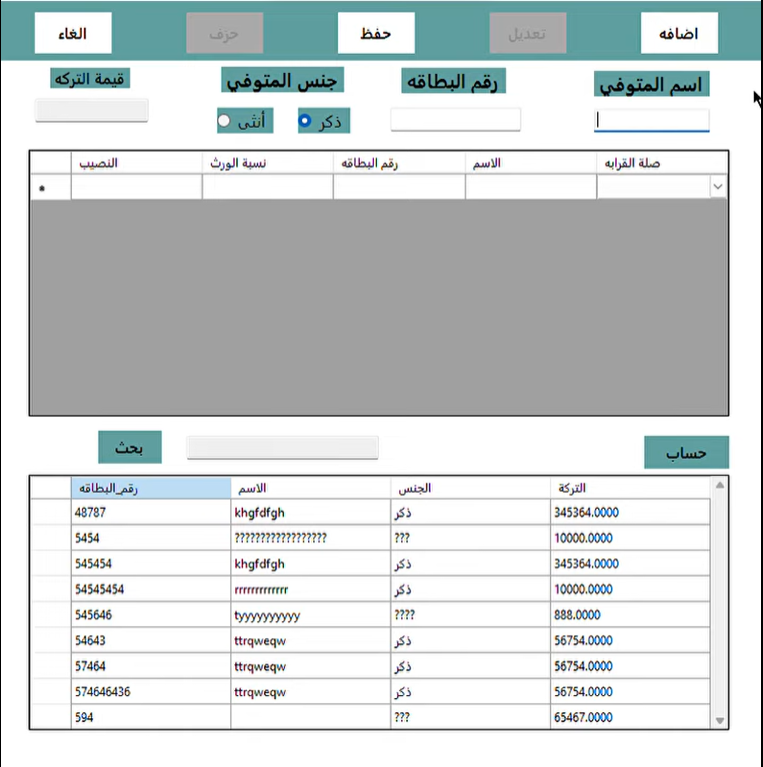 اضافه تعديل حفظ حزف الغاء
اسم المتوفي رقم البطاقه جنس المتوفي قيمة التركه
ذكر أنثى
صلة القرابه الاسم رقم البطاقه نسبة الورث النصيب
حساب بحث
رقم_البطاقه الاسم الجنس التركة
48787 khgfdfgh ذكر 345364.0000
5454 ?????????????????? ??? 10000.0000
545454 khgfdfgh ذكر 345364.0000
54545454 rrrrrrrrrrrrr ذكر 10000.0000
545646 tyyyyyyyyyy ???? 888.0000
54643 ttrqweqw ذكر 56754.0000
57464 ttrqweqw ذكر 56754.0000
574646436 ttrqweqw ذكر 56754.0000
594 ??? 65467.0000